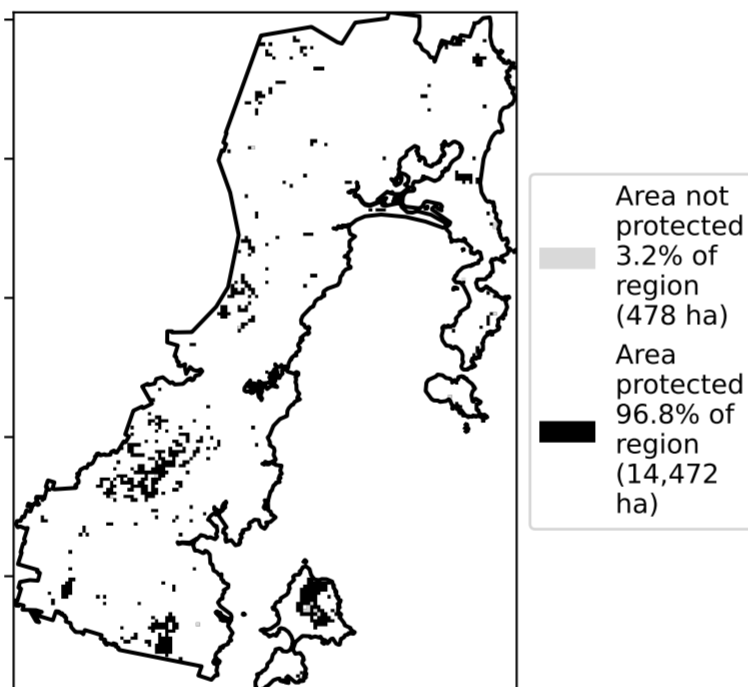 Area not
protected
3.2% of
region
(478 ha)
Area
protected
96.8% of
region
(14,472
ha)